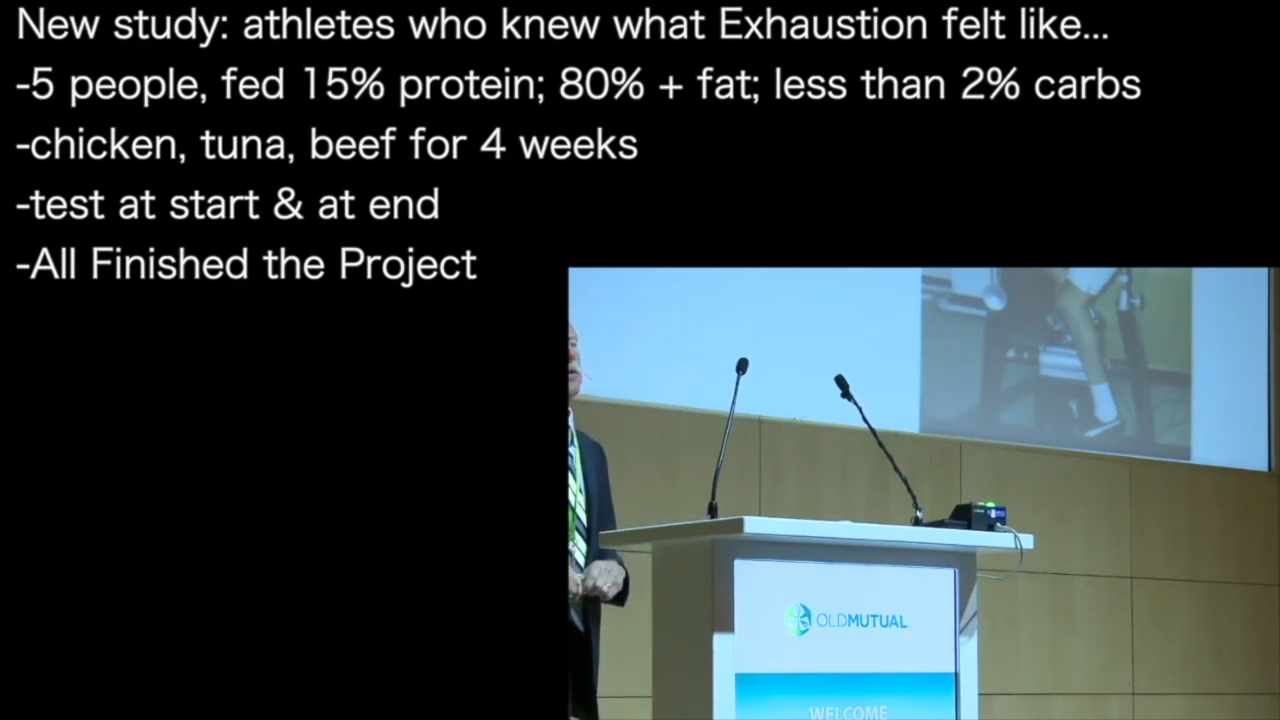 New study: athletes who knew what Exhaustion felt like...
-5 people, fed 15% protein; 80% + fat; less than 2% carbs
-chicken, tuna, beef for 4 weeks
-test at start & at end
-All Finished the Project
OLDMUTUAL
WELCOME